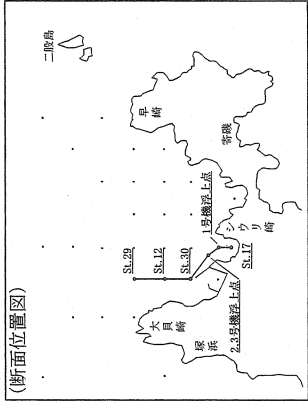 (断面位置図)
二股島
早崎
寄磯
シウリ崎
1号機浮上点
St.29
St.12
St.30
St.17
2.3号機浮上点
大貝崎
塚浜